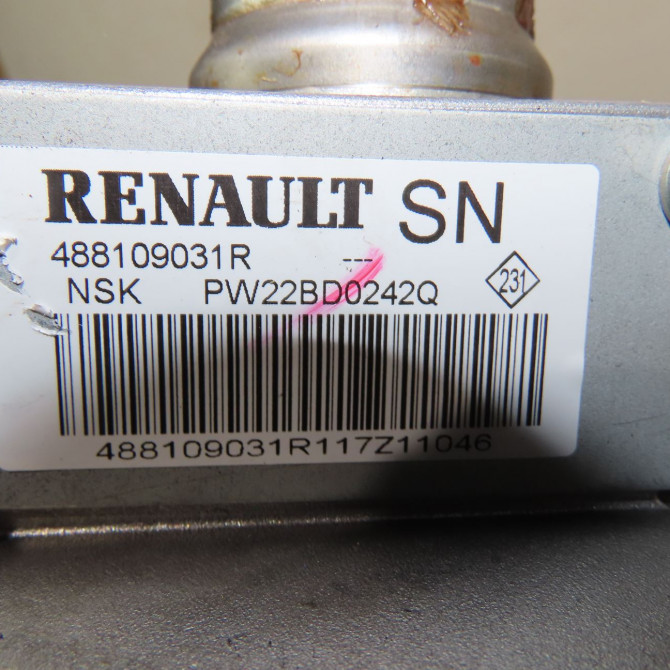 RENAULT SN
488109031R ---
NSK PW22BD0242Q 231
488109031R117Z11046